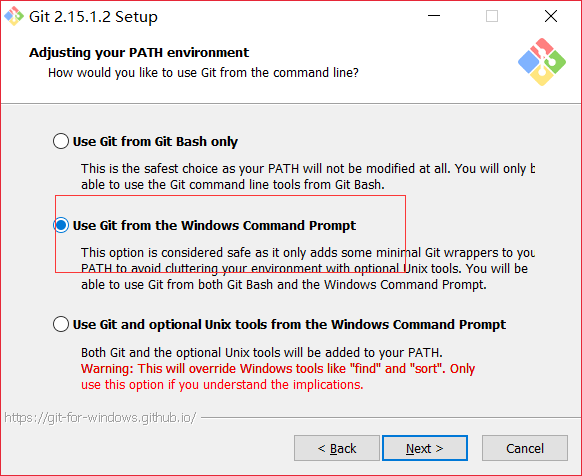 Git 2.15.1.2 Setup
Adjusting your PATH environment
How would you like to use Git from the command line?
Use Git from Git Bash only
This is the safest choice as your PATH will not be modified at all. You will only
able to use the Git command line tools from Git Bash.
Use Git from the Windows Command Prompt
This option is considered safe as it only adds some minimal Git wrappers to you
PATH to avoid cluttering your environment with optional Unix tools. You will be
able to use Git from both Git Bash and the Windows Command Prompt.
Use Git and optional Unix tools from the Windows Command Prompt
Both Git and the optional Unix tools will be added to your PATH.
Warning: This will override Windows tools like "find" and "sort". Only
use this option if you understand the implications.
https://git-for-windows.github.io/
< Back
Next >
Cancel